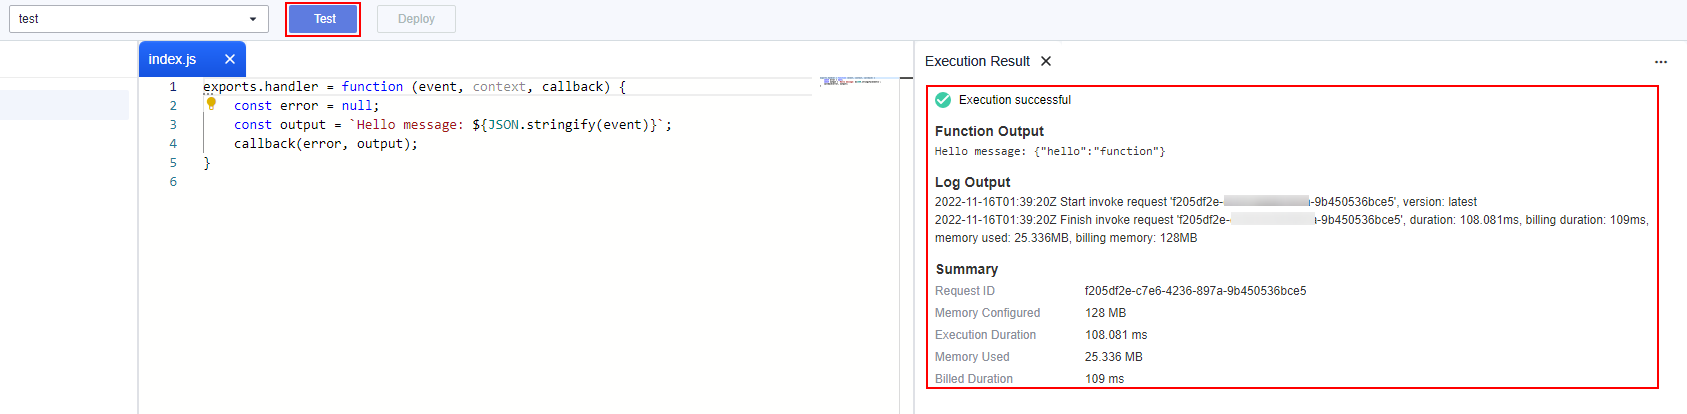 test
Test
Deploy
index.js
1 exports.handler = function (event, context, callback) {
2 const error = null;
3 const output = `Hello message: ${JSON.stringify(event)}`;
4 callback(error, output);
5 }
6
Execution Result
Execution successful
Function Output
Hello message: {"hello":"function"}
Log Output
2022-11-16T01:39:20Z Start invoke request 'f205df2e- -9b450536bce5', version: latest
2022-11-16T01:39:20Z Finish invoke request 'f205df2e- -9b450536bce5', duration: 108.081ms, billing duration: 109ms,
memory used: 25.336MB, billing memory: 128MB
Summary
Request ID f205df2e-c7e6-4236-897a-9b450536bce5
Memory Configured 128 MB
Execution Duration 108.081 ms
Memory Used 25.336 MB
Billed Duration 109 ms